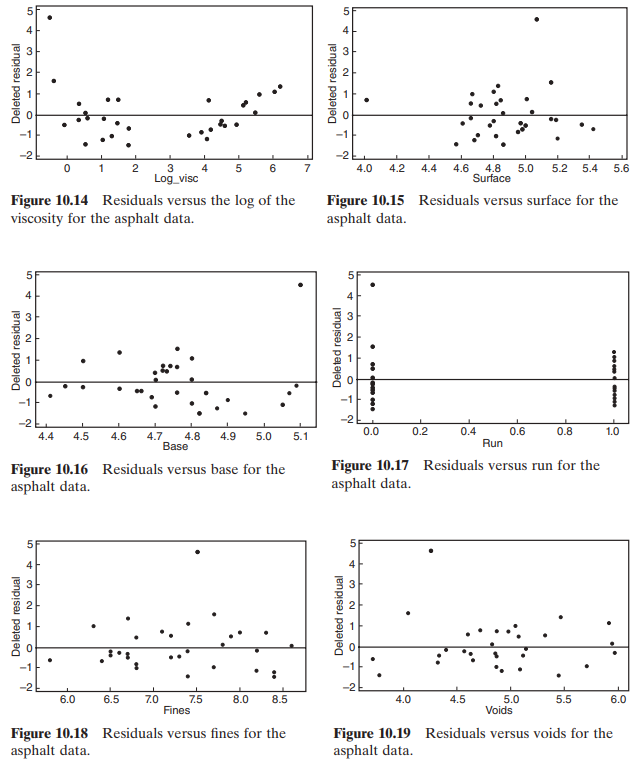 5
4
3
2
1
0
−1
−2
Deleted residual
0 1 2 3 4 5 6 7
Log_visc
Figure 10.14 Residuals versus the log of the
viscosity for the asphalt data.
5
4
3
2
1
0
−1
−2
Deleted residual
4.0 4.2 4.4 4.6 4.8 5.0 5.2 5.4 5.6
Surface
Figure 10.15 Residuals versus surface for the
asphalt data.
5
4
3
2
1
0
−1
−2
Deleted residual
4.4 4.5 4.6 4.7 4.8 4.9 5.0 5.1
Base
Figure 10.16 Residuals versus base for the
asphalt data.
5
4
3
2
1
0
−1
−2
Deleted residual
0.0 0.2 0.4 0.6 0.8 1.0
Run
Figure 10.17 Residuals versus run for the
asphalt data.
5
4
3
2
1
0
−1
−2
Deleted residual
6.0 6.5 7.0 7.5 8.0 8.5
Fines
Figure 10.18 Residuals versus fines for the
asphalt data.
5
4
3
2
1
0
−1
−2
Deleted residual
4.0 4.5 5.0 5.5 6.0
Voids
Figure 10.19 Residuals versus voids for the
asphalt data.